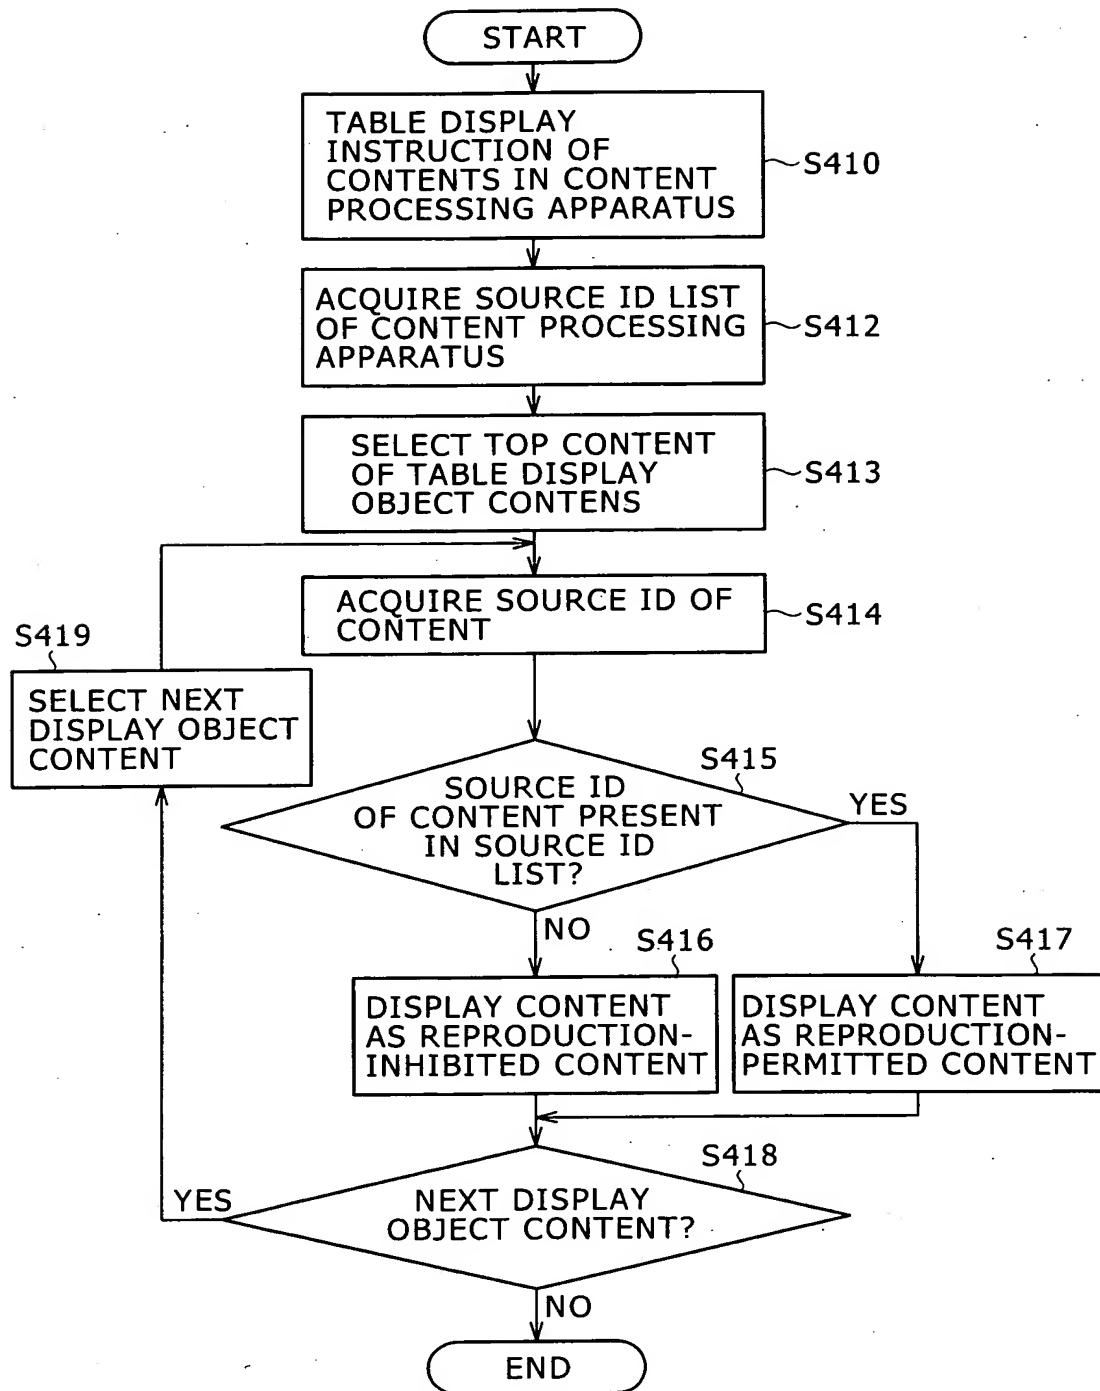 START
TABLE DISPLAY
INSTRUCTION OF
CONTENTS IN CONTENT
PROCESSING APPARATUS
S410
ACQUIRE SOURCE ID LIST
OF CONTENT PROCESSING
APPARATUS
S412
SELECT TOP CONTENT
OF TABLE DISPLAY
OBJECT CONTENS
S413
ACQUIRE SOURCE ID OF
CONTENT
S414
S419
SELECT NEXT
DISPLAY OBJECT
CONTENT
S415
SOURCE ID
OF CONTENT PRESENT
IN SOURCE ID
LIST?
YES
NO
S416
DISPLAY CONTENT
AS REPRODUCTION-
INHIBITED CONTENT
S417
DISPLAY CONTENT
AS REPRODUCTION-
PERMITTED CONTENT
S418
NEXT DISPLAY
OBJECT CONTENT?
YES
NO
END